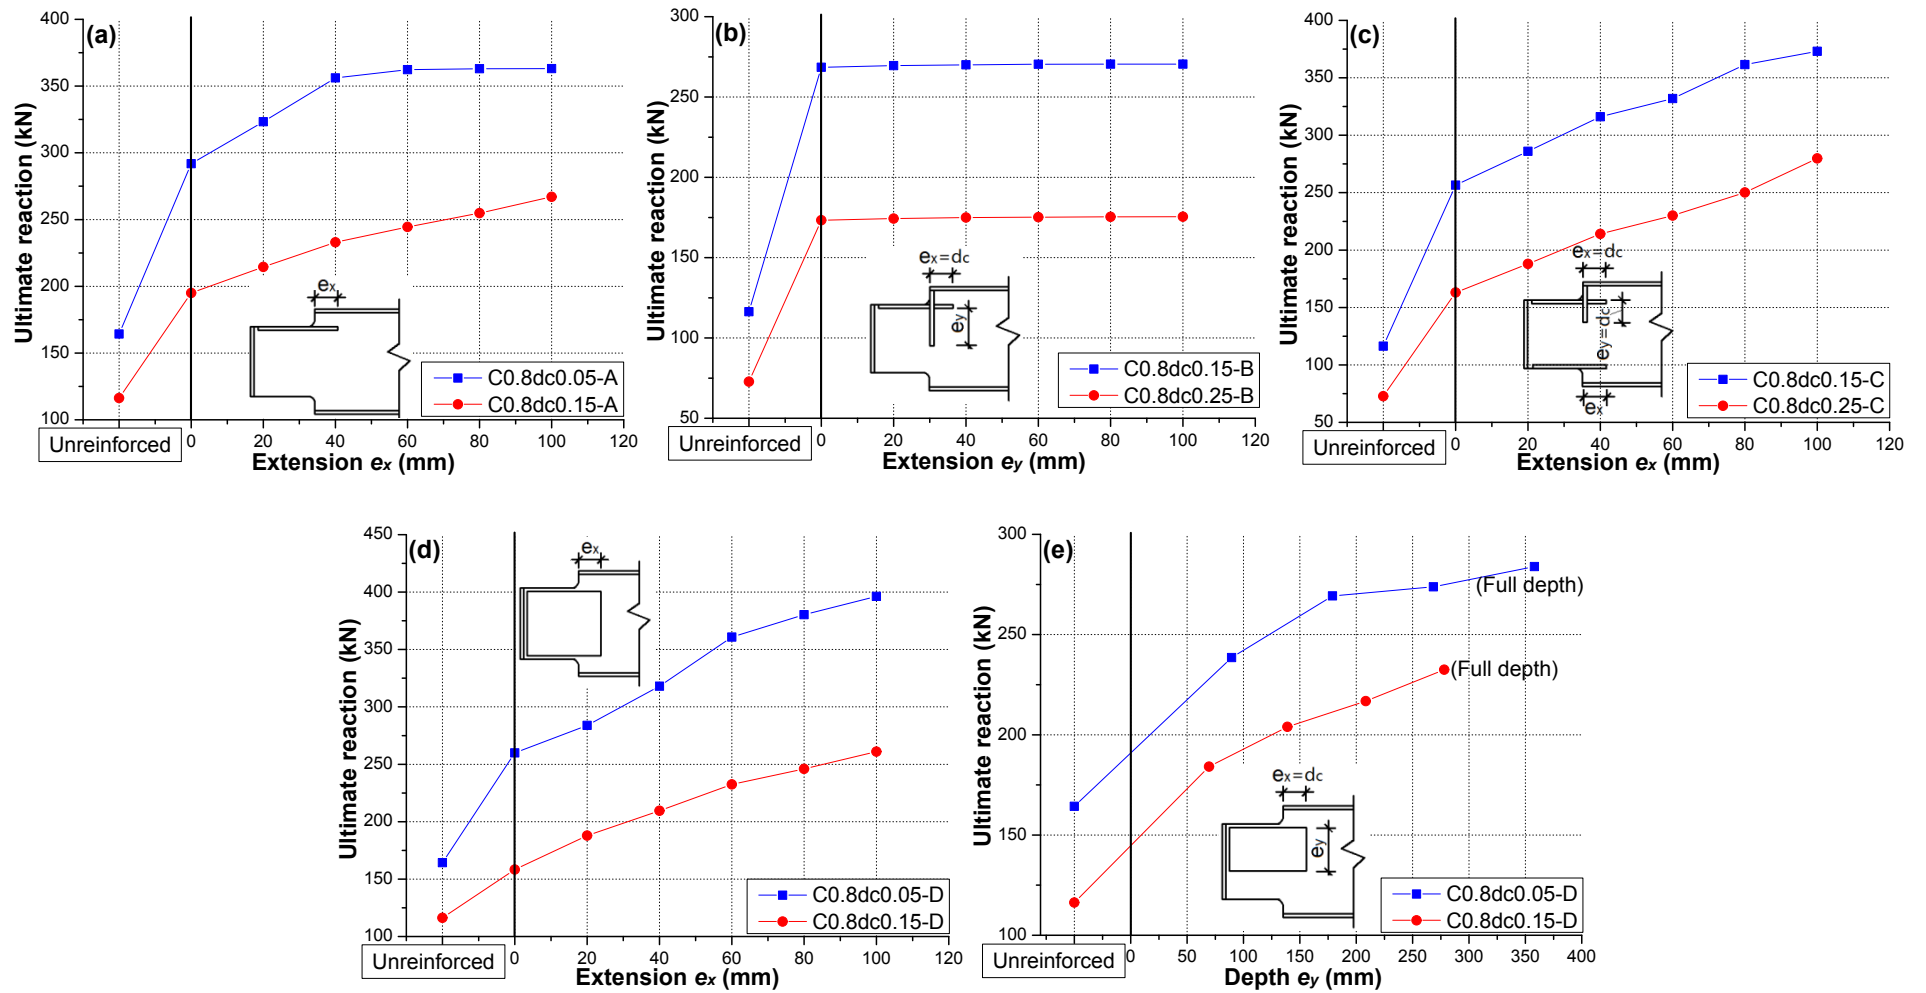 (a)
400
350
300
250
200
150
100
Ultimate reaction (kN)
ex
C0.8dc0.05-A
C0.8dc0.15-A
Unreinforced
0 20 40 60 80 100 120
Extension ex (mm)
(b)
300
250
200
150
100
50
Ultimate reaction (kN)
ex=dc
ey
C0.8dc0.15-B
C0.8dc0.25-B
Unreinforced
0 20 40 60 80 100 120
Extension ey (mm)
(c)
400
350
300
250
200
150
100
50
Ultimate reaction (kN)
ex=dc
ey=dc
ex
C0.8dc0.15-C
C0.8dc0.25-C
Unreinforced
0 20 40 60 80 100 120
Extension ex (mm)
(d)
450
400
350
300
250
200
150
100
Ultimate reaction (kN)
ex
C0.8dc0.05-D
C0.8dc0.15-D
Unreinforced
0 20 40 60 80 100 120
Extension ex (mm)
(e)
300
250
200
150
100
Ultimate reaction (kN)
(Full depth)
(Full depth)
ex=dc
ey
C0.8dc0.05-D
C0.8dc0.15-D
Unreinforced
0 50 100 150 200 250 300 350 400
Depth ey (mm)